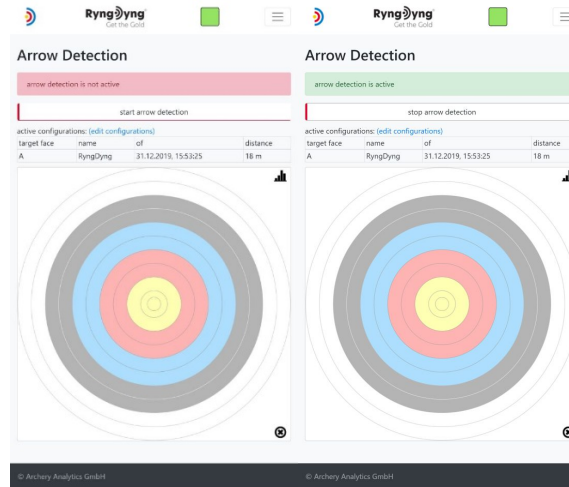 RyngDyng
Get the Gold
Arrow Detection
arrow detection is not active
start arrow detection
active configurations: (edit configurations)
target face name of distance
A RyngDyng 31.12.2019, 15:53:25 18 m
© Archery Analytics GmbH
RyngDyng
Get the Gold
Arrow Detection
arrow detection is active
stop arrow detection
active configurations: (edit configurations)
target face name of distance
A RyngDyng 31.12.2019, 15:53:25 18 m
© Archery Analytics GmbH